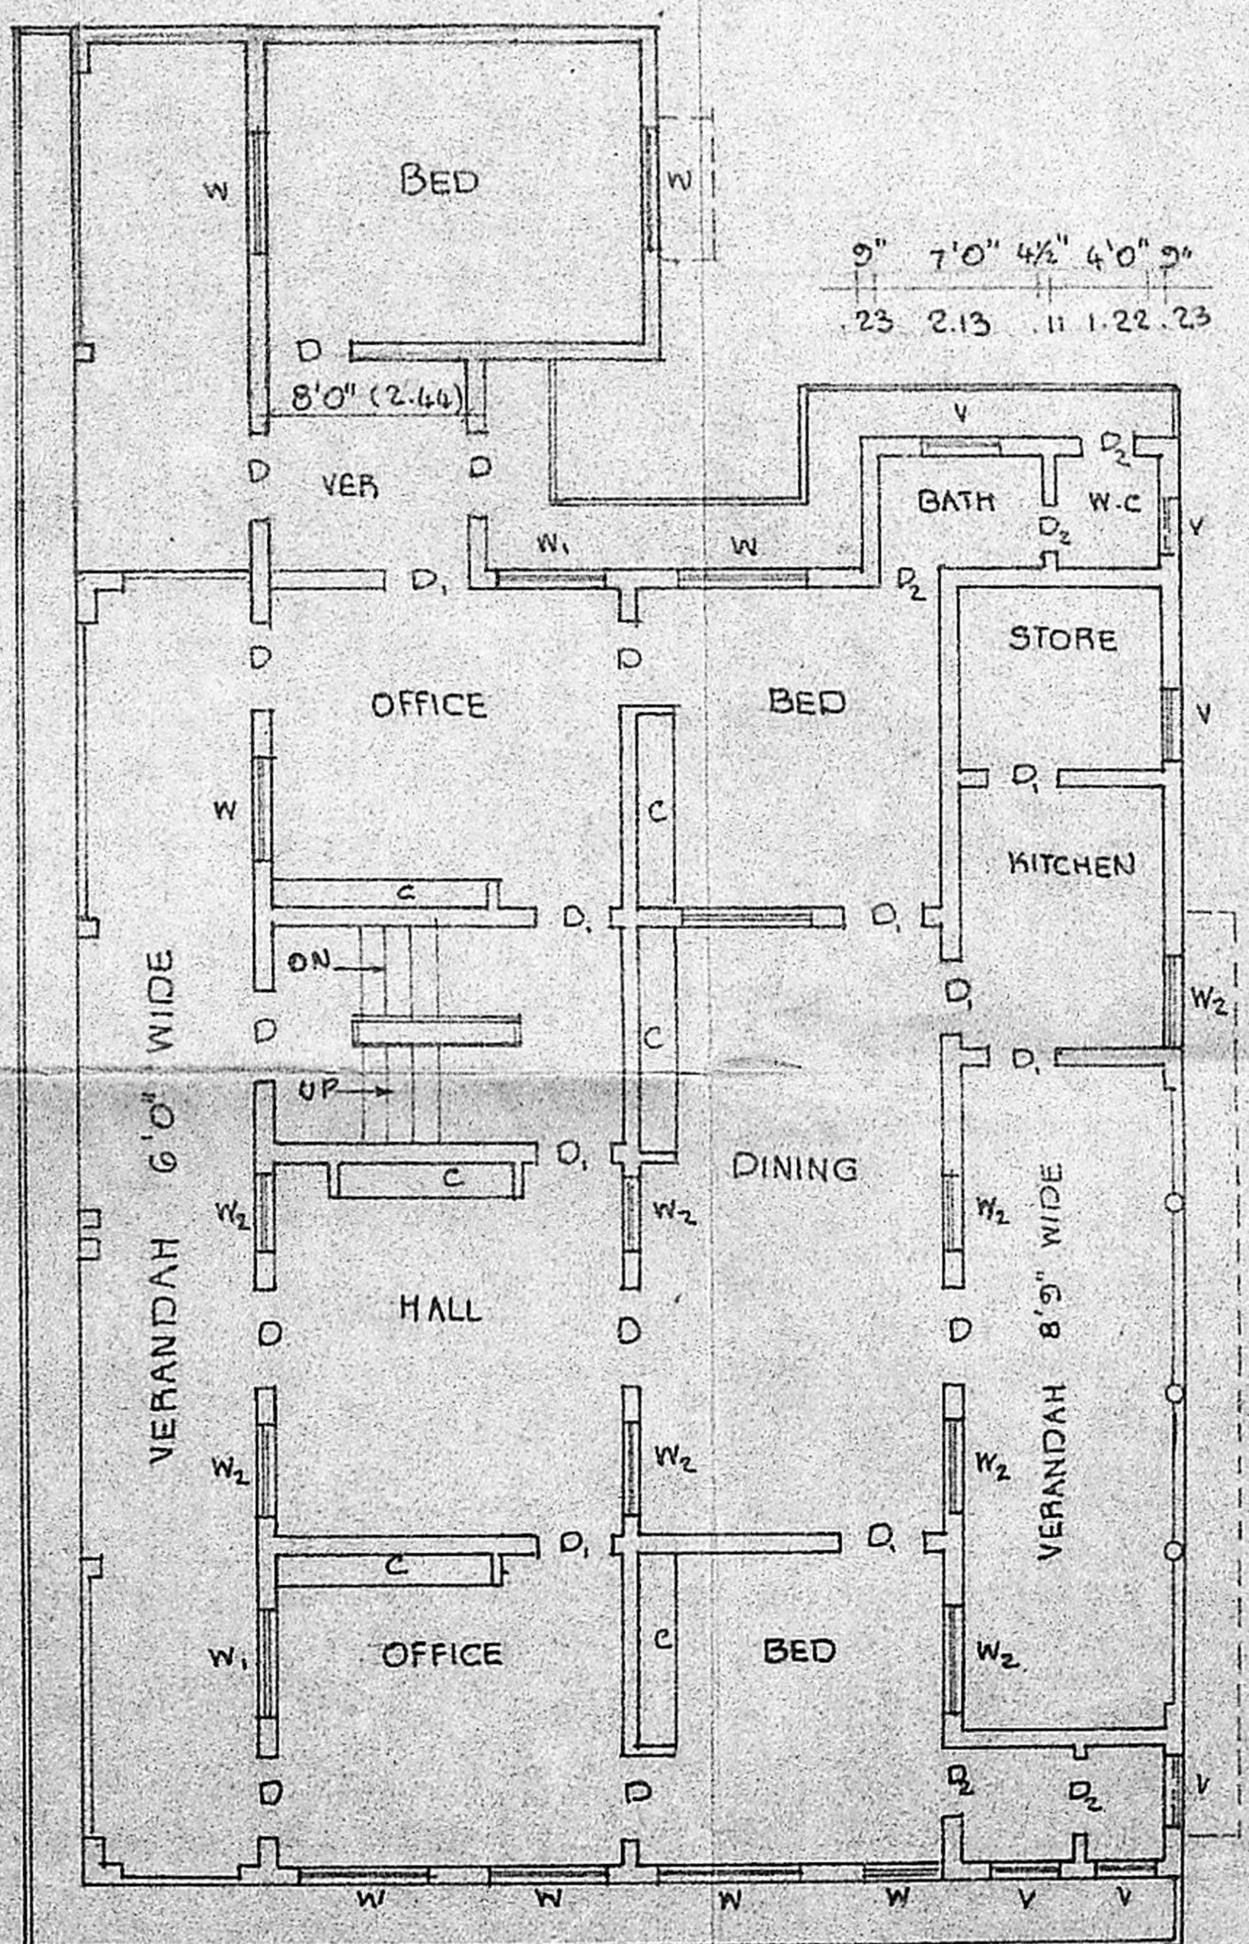 BED
W
W
9" 7'0" 4½" 4'0" 9"
.23 2.13 .11 1.22 .23
D
8'0" (2.44)
V
D2
D
VER
D
BATH
W.C
V
D2
W1
W
D1
D2
STORE
D
D
OFFICE
BED
V
D1
W
C
KITCHEN
C
D1
D1
DN
D1
W2
D
C
UP
D1
D1
C
DINING
W2
W2
W2
VERANDAH 6'0" WIDE
VERANDAH 8'9" WIDE
HALL
D
D
D
W2
W2
W2
D1
D1
C
W1
OFFICE
C
BED
W2
D
D
D2
D2
V
W
W
W
W
V
V